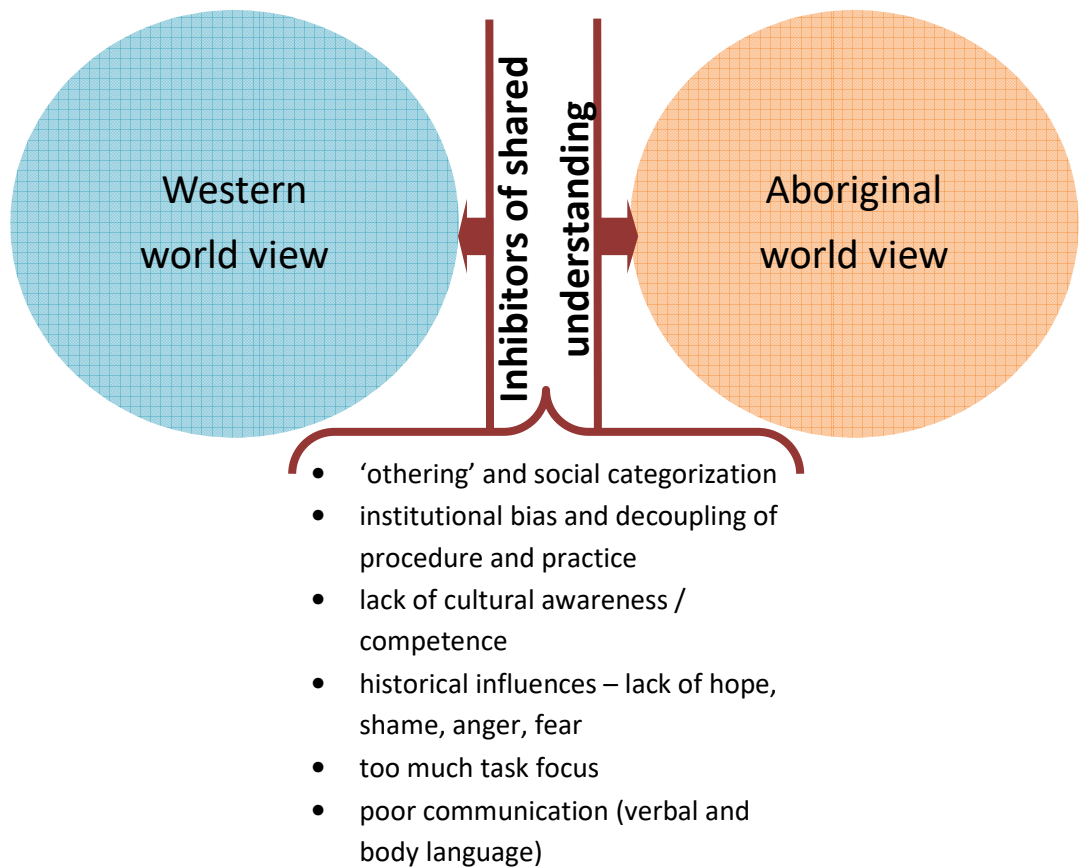 Western
world view
Inhibitors of shared
understanding
Aboriginal
world view
• ‘othering’ and social categorization
• institutional bias and decoupling of
procedure and practice
• lack of cultural awareness /
competence
• historical influences – lack of hope,
shame, anger, fear
• too much task focus
• poor communication (verbal and
body language)